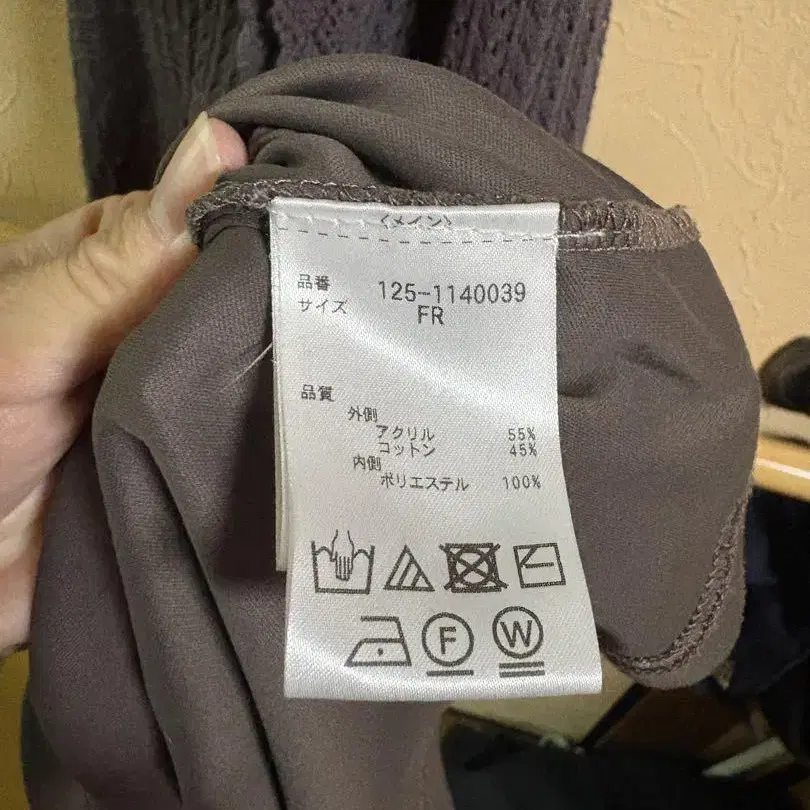 〈メイン〉
品番 125-1140039
サイズ FR
品質
外側
アクリル 55%
コットン 45%
内側
ポリエステル 100%
F W